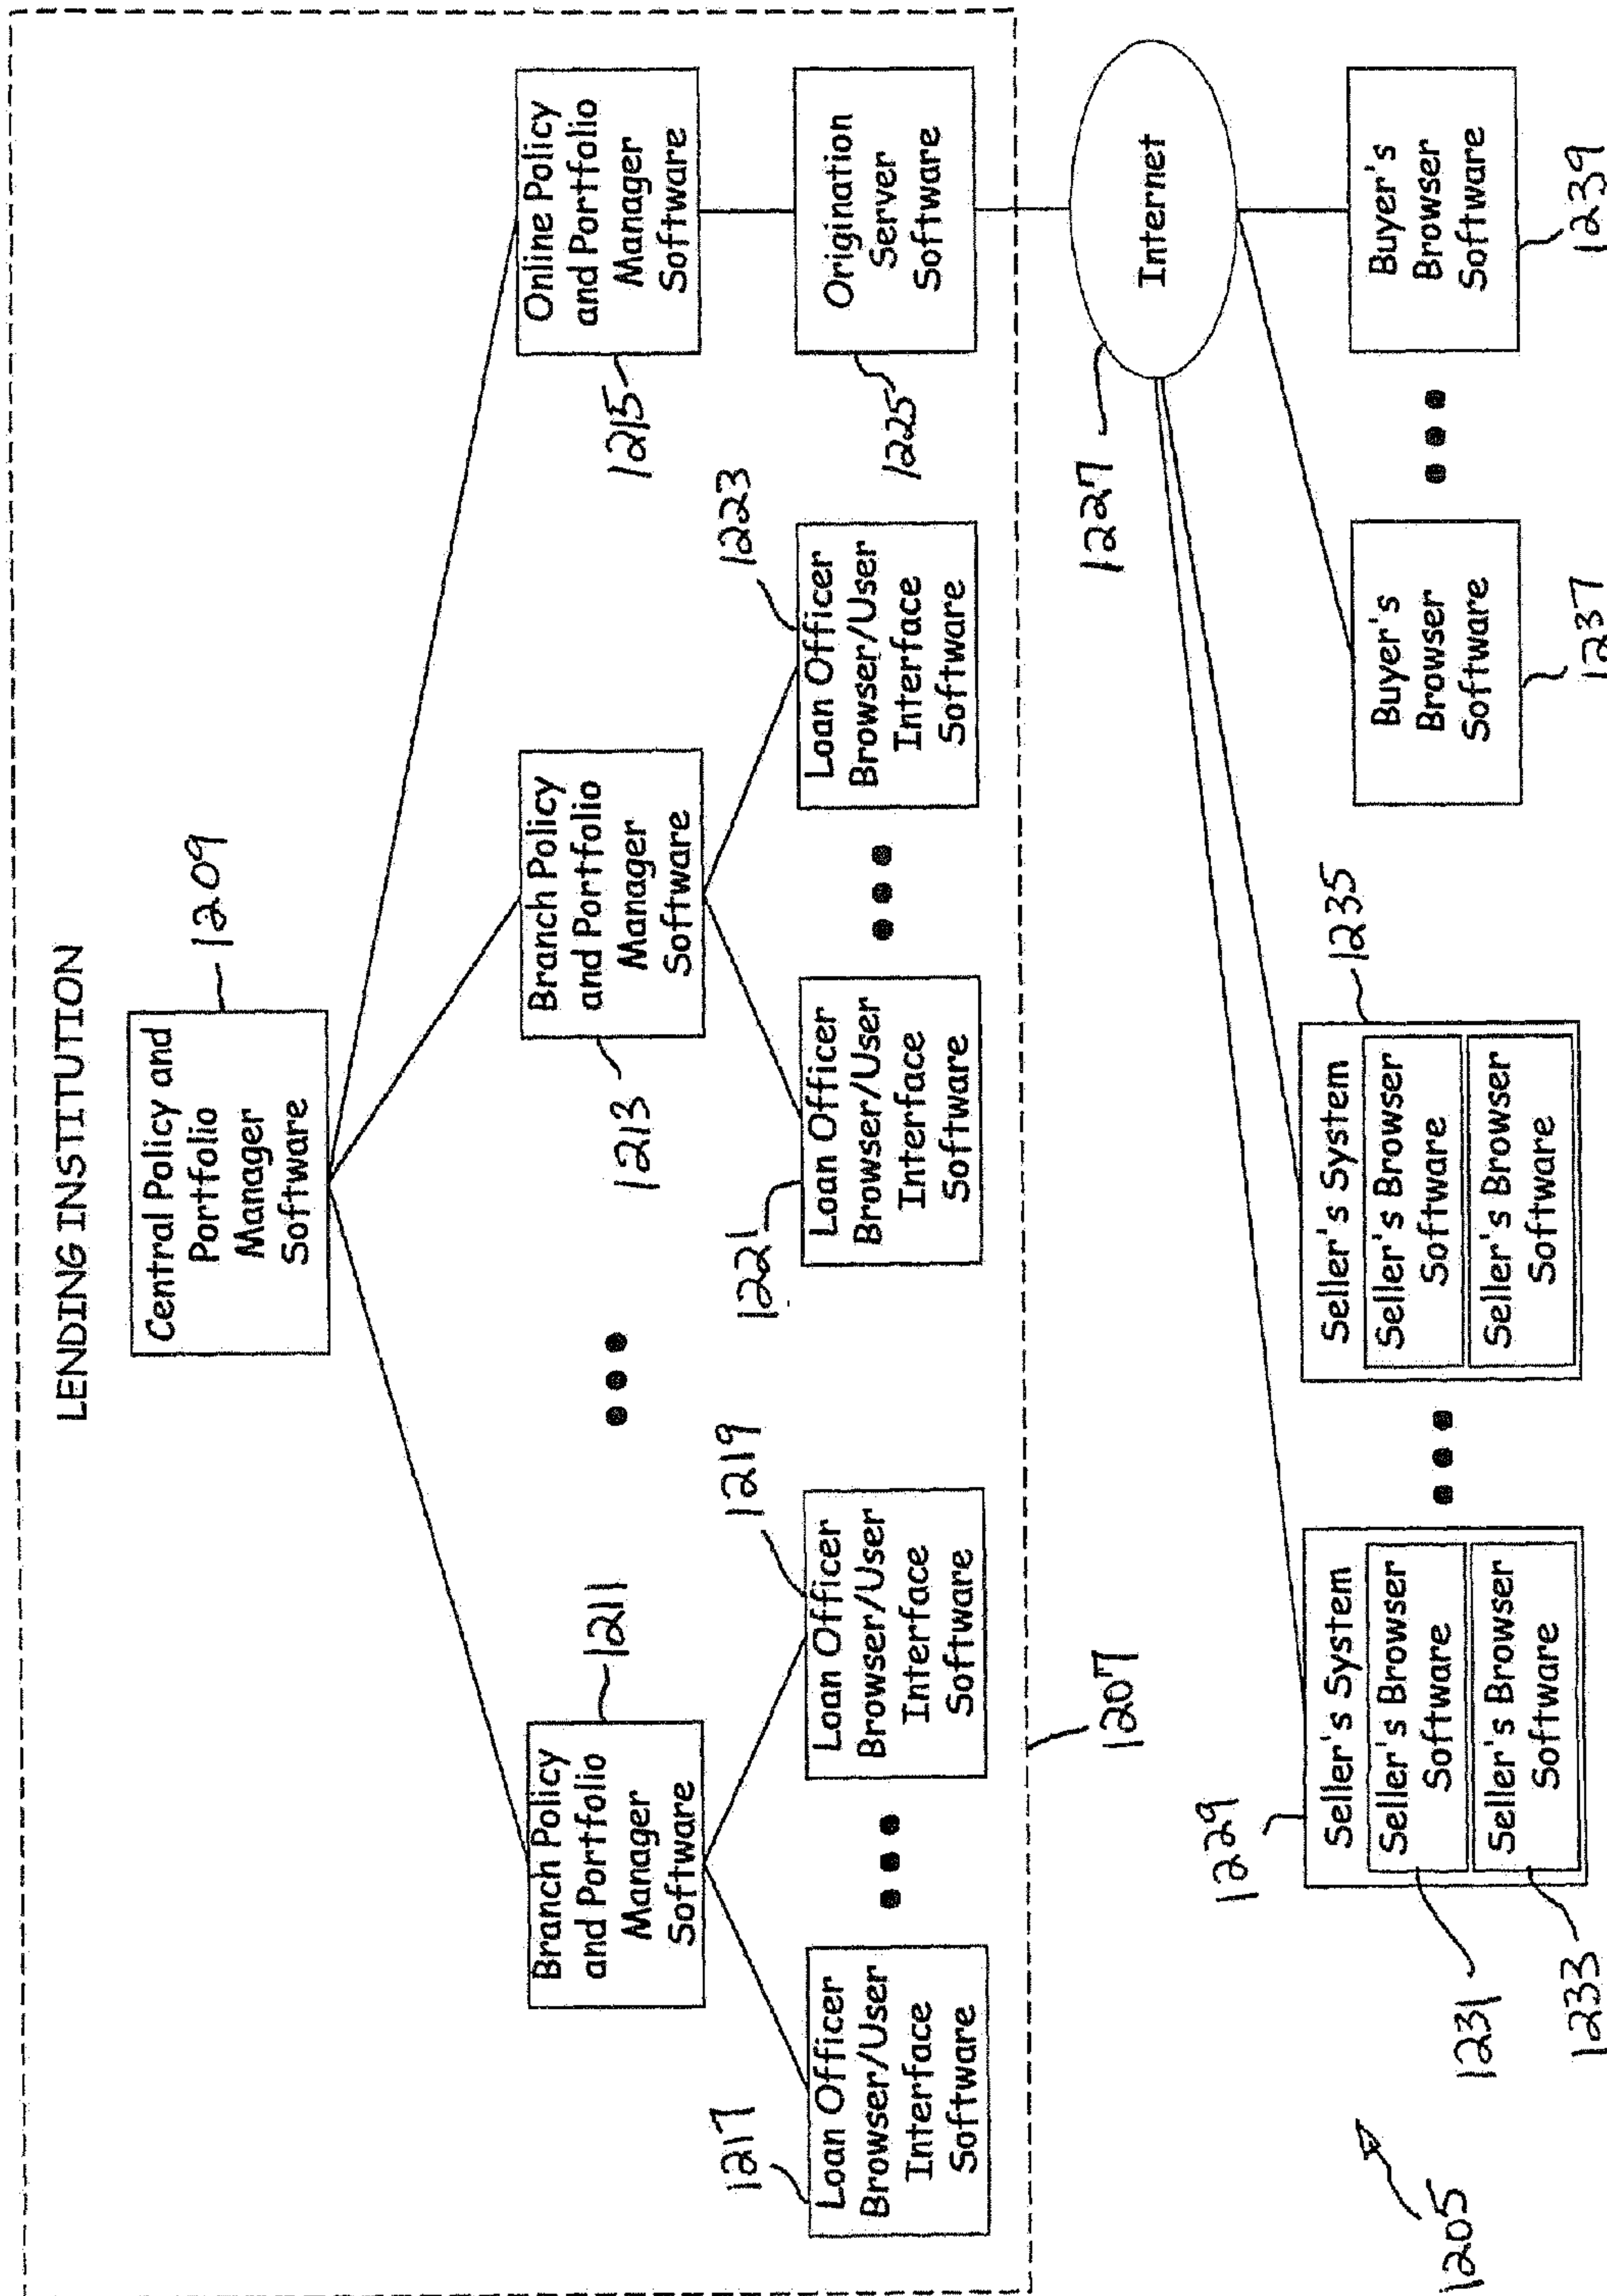 LENDING INSTITUTION
Central Policy and
Portfolio
Manager
Software
1209
Branch Policy
and Portfolio
Manager
Software
1211
Branch Policy
and Portfolio
Manager
Software
1213
Online Policy
and Portfolio
Manager
Software
1215
Loan Officer
Browser/User
Interface
Software
1217
Loan Officer
Browser/User
Interface
Software
1219
Loan Officer
Browser/User
Interface
Software
1221
Loan Officer
Browser/User
Interface
Software
1223
Origination
Server
Software
1225
1207
Internet
1227
Seller's System
Seller's Browser
Software
Seller's Browser
Software
1229
1231
1233
Seller's System
Seller's Browser
Software
Seller's Browser
Software
1235
Buyer's
Browser
Software
1237
Buyer's
Browser
Software
1239
1205